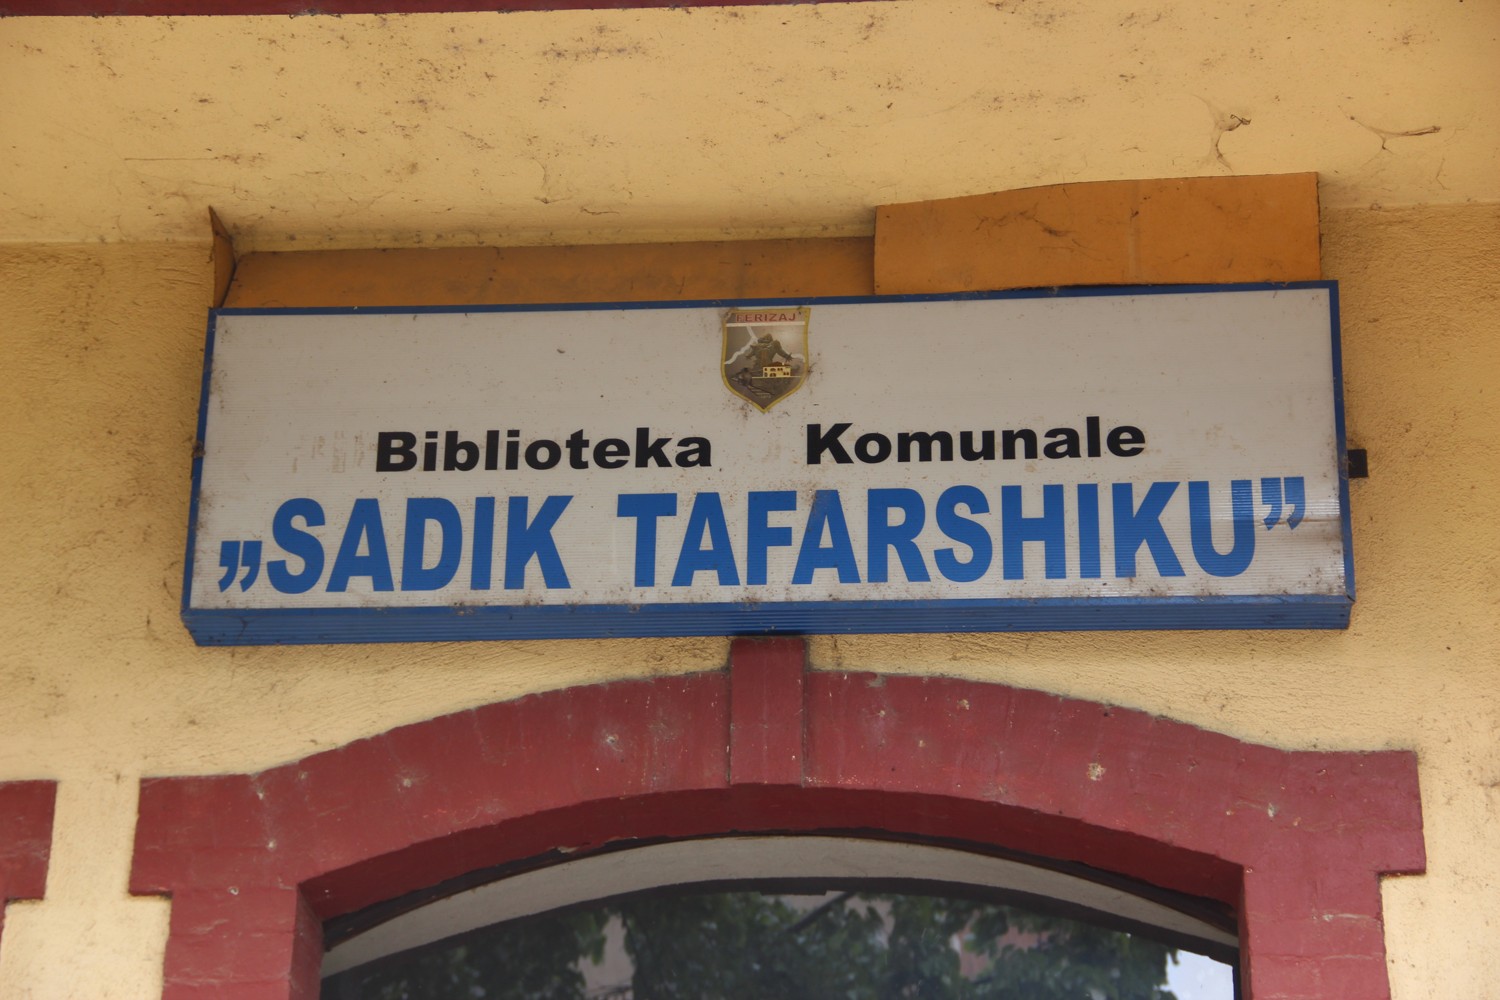 FERIZAJ
Biblioteka Komunale
„SADIK TAFARSHIKU”